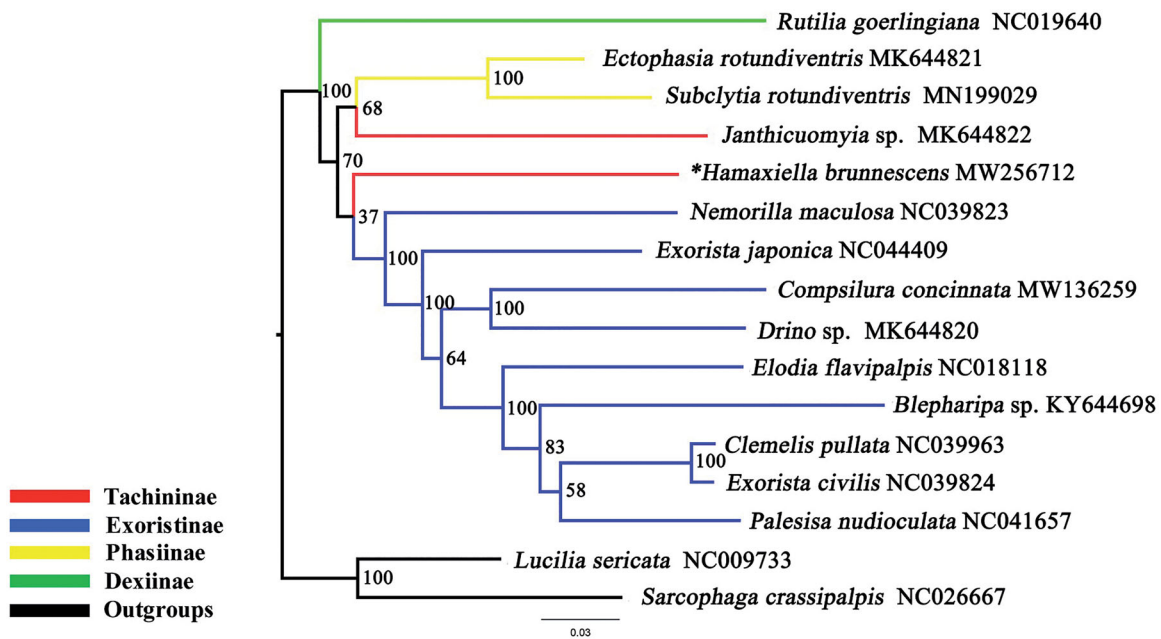 Rutilia goerlingiana NC019640
Ectophasia rotundiventris MK644821
100
Subclytia rotundiventris MN199029
100
68
Janthicuomyia sp. MK644822
70
*Hamaxiella brunnescens MW256712
Nemorilla maculosa NC039823
37
Exorista japonica NC044409
100
Compsilura concinnata MW136259
100
100
Drino sp. MK644820
64
Elodia flavipalpis NC018118
Blepharipa sp. KY644698
100
Clemelis pullata NC039963
83
100
Exorista civilis NC039824
58
Palesisa nudioculata NC041657
Tachininae
Exoristinae
Phasiinae
Dexiinae
Outgroups
Lucilia sericata NC009733
100
Sarcophaga crassipalpis NC026667
0.03